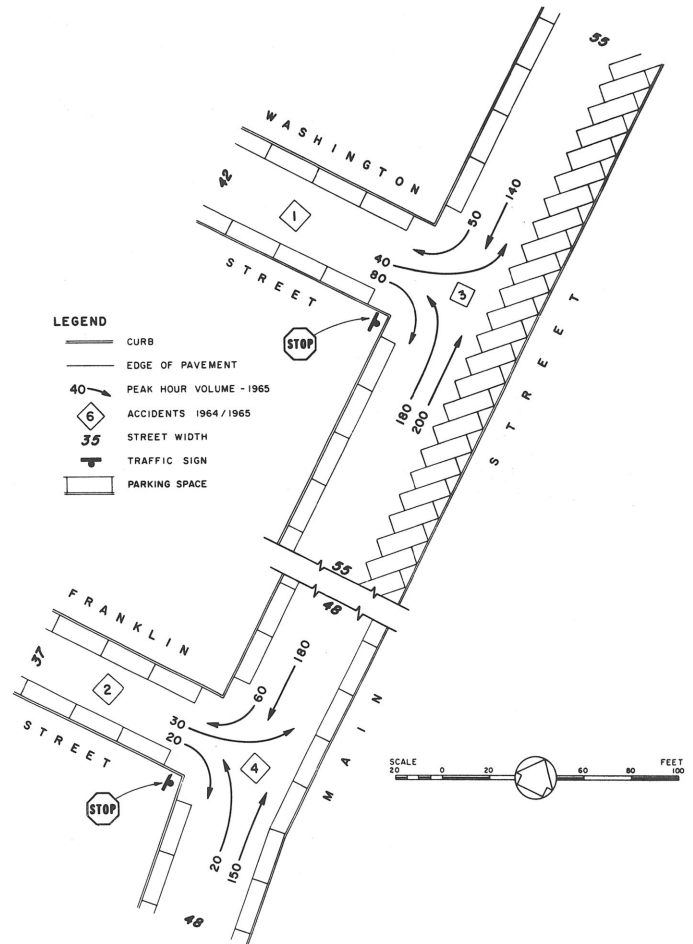 55
WASHINGTON
STREET
42
1
50
140
40
80
3
STOP
180
200
STREET
LEGEND
CURB
EDGE OF PAVEMENT
40 PEAK HOUR VOLUME - 1965
6 ACCIDENTS 1964/1965
35 STREET WIDTH
TRAFFIC SIGN
PARKING SPACE
55
48
FRANKLIN
STREET
37
2
60
180
30
20
4
STOP
20
150
MAIN
48
SCALE FEET
20 0 20 40 60 80 100